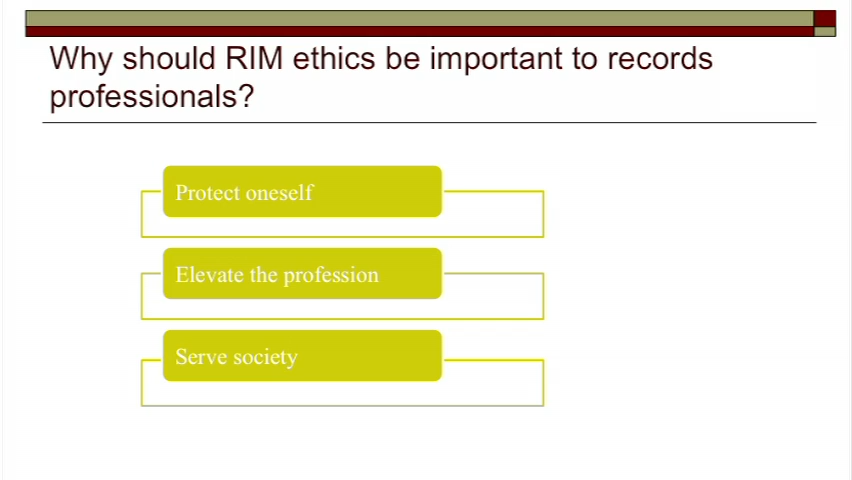 Why should RIM ethics be important to records
professionals?
Protect oneself
Elevate the profession
Serve society